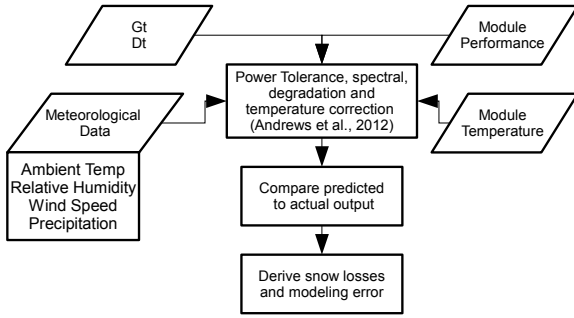 Gt
Dt
Module
Performance
Power Tolerance, spectral,
degradation and
temperature correction
(Andrews et al., 2012)
Meteorological
Data
Module
Temperature
Ambient Temp
Relative Humidity
Wind Speed
Precipitation
Compare predicted
to actual output
Derive snow losses
and modeling error